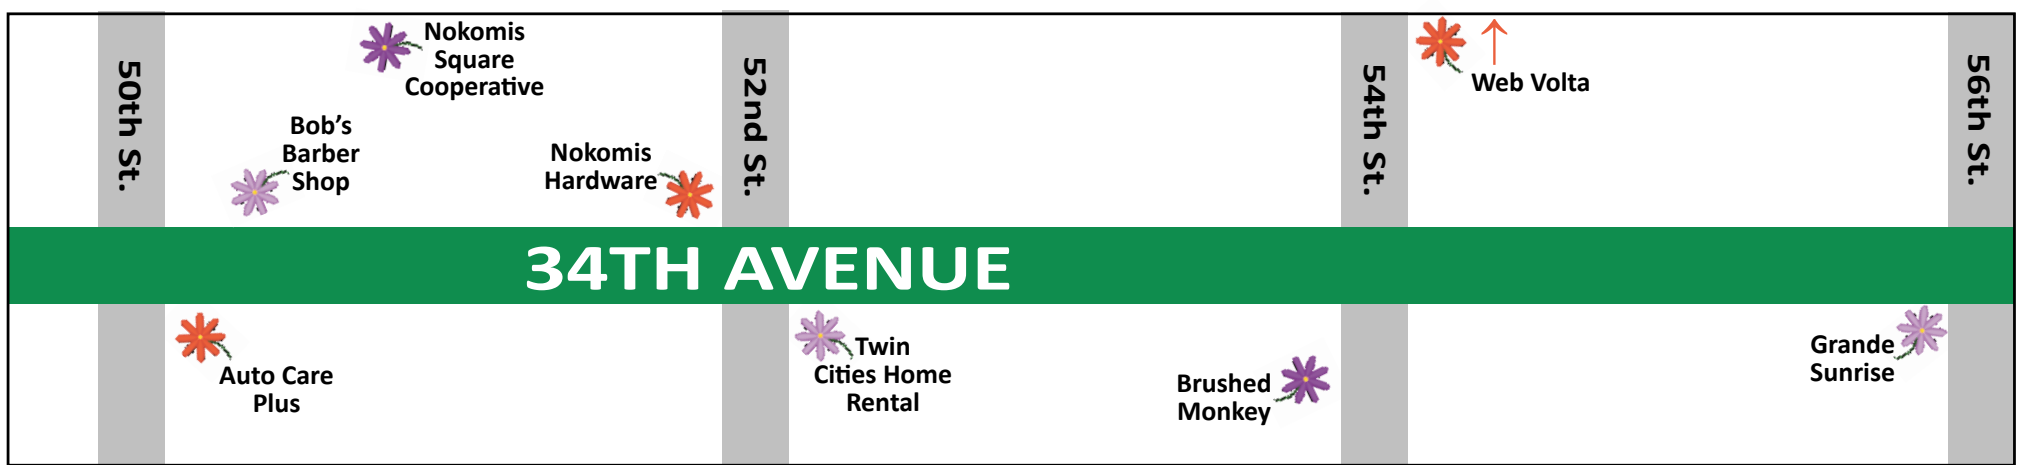 50th St.
Nokomis
Square
Cooperative
Bob's
Barber
Shop
Nokomis
Hardware
52nd St.
54th St.
Web Volta
56th St.
34TH AVENUE
Auto Care
Plus
Twin
Cities Home
Rental
Brushed
Monkey
Grande
Sunrise